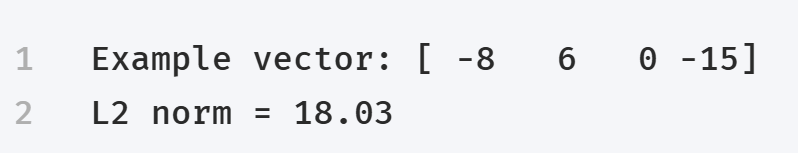 1 Example vector: [ -8   6   0 -15]
2 L2 norm = 18.03